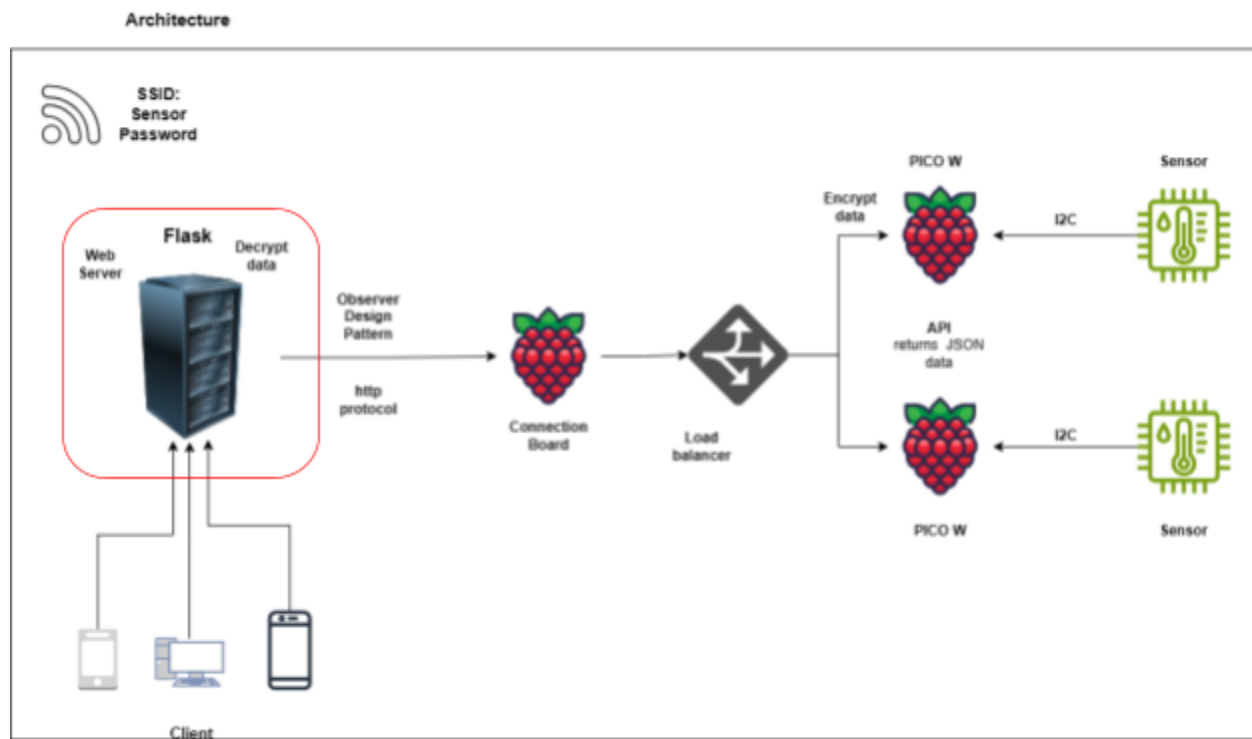 Architecture
SSID:
Sensor
Password
Flask
Web
Server
Decrypt
data
Observer
Design
Pattern
http
protocol
Connection
Board
Load
balancer
Encrypt
data
PICO W
I2C
Sensor
API
returns JSON
data
I2C
PICO W
Sensor
Client